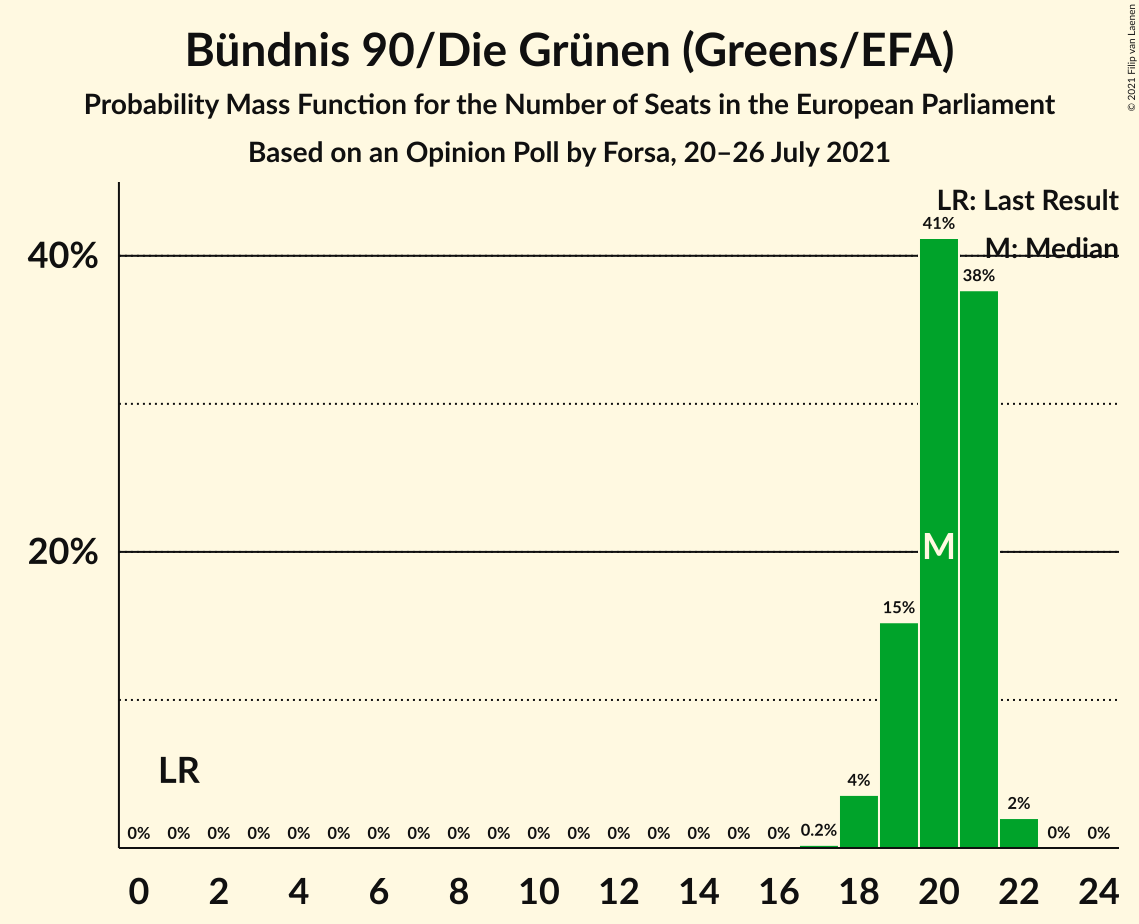 Bündnis 90/Die Grünen (Greens/EFA)
Probability Mass Function for the Number of Seats in the European Parliament
Based on an Opinion Poll by Forsa, 20–26 July 2021
© 2021 Filip van Laenen
LR: Last Result
M: Median
41%
40%
38%
20%
M
15%
LR
4%
2%
0% 0% 0% 0% 0% 0% 0% 0% 0% 0% 0% 0% 0% 0% 0% 0% 0% 0.2% 0% 0%
0 2 4 6 8 10 12 14 16 18 20 22 24